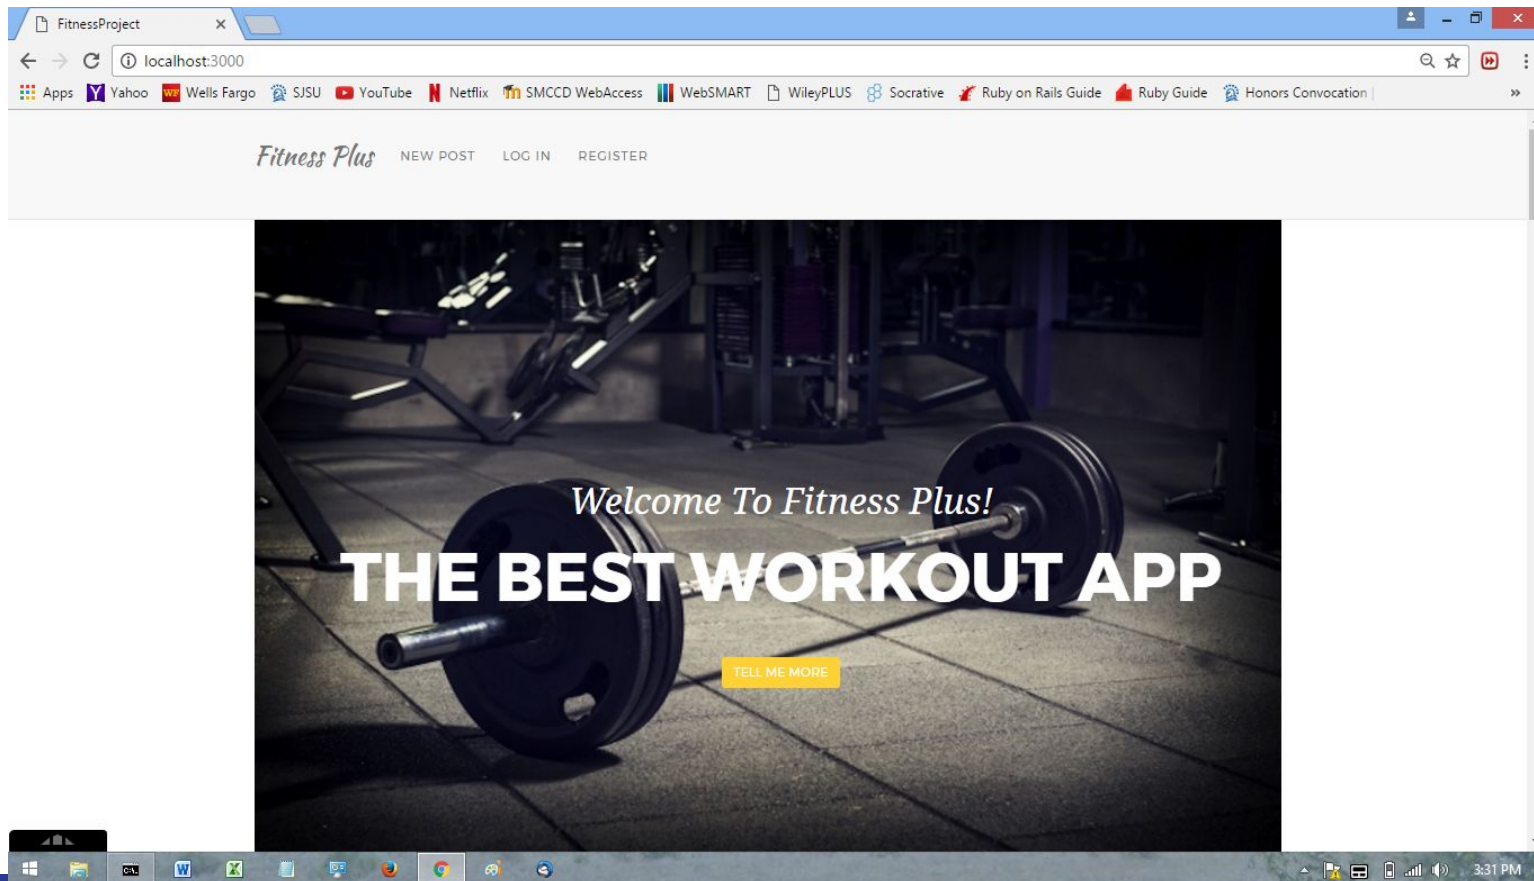 FitnessProject
localhost:3000
Apps Yahoo Wells Fargo SJSU YouTube Netflix SMCCD WebAccess WebSMART WileyPLUS Socrative Ruby on Rails Guide Ruby Guide Honors Convocation |
Fitness Plus NEW POST LOG IN REGISTER
Welcome To Fitness Plus!
THE BEST WORKOUT APP
TELL ME MORE
3:31 PM